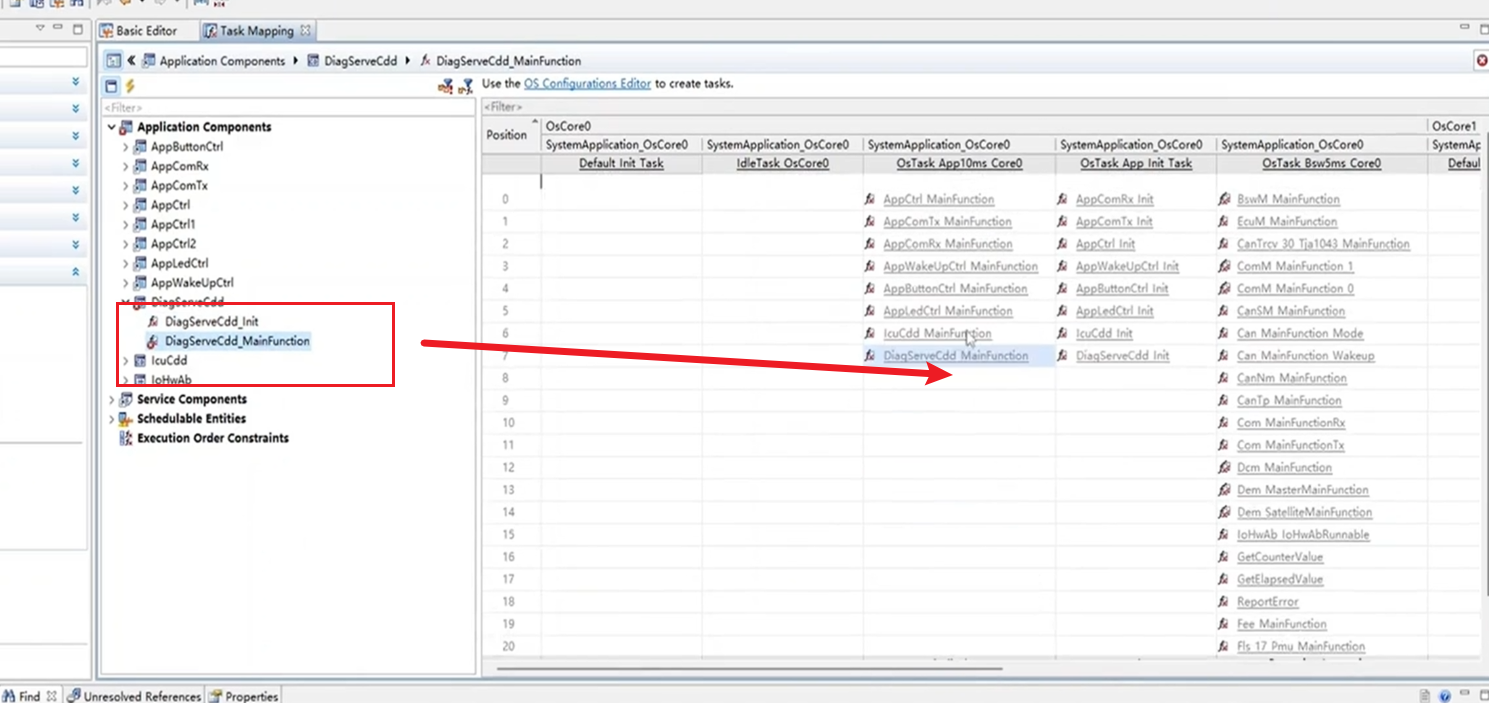 Basic Editor
Task Mapping
Application Components
DiagServeCdd
DiagServeCdd_MainFunction
Use the OS Configurations Editor to create tasks.
<Filter>
Application Components
AppButtonCtrl
AppComRx
AppComTx
AppCtrl
AppCtrl1
AppCtrl2
AppLedCtrl
AppWakeUpCtrl
DiagServeCdd
DiagServeCdd_Init
DiagServeCdd_MainFunction
IcuCdd
IoHwAb
Service Components
Schedulable Entities
Execution Order Constraints
<Filter>
Position OsCore0 OsCore1
SystemApplication_OsCore0 SystemApplication_OsCore0 SystemApplication_OsCore0 SystemApplication_OsCore0 SystemApplication_OsCore0 SystemAp
Default Init Task IdleTask OsCore0 OsTask App10ms Core0 OsTask App Init Task OsTask Bsw5ms Core0 Defaul
0 AppCtrl MainFunction AppComRx Init BswM MainFunction
1 AppComTx MainFunction AppComTx Init EcuM MainFunction
2 AppComRx MainFunction AppCtrl Init CanTrcv 30 Tja1043 MainFunction
3 AppWakeUpCtrl MainFunction AppWakeUpCtrl Init ComM MainFunction 1
4 AppButtonCtrl MainFunction AppButtonCtrl Init ComM MainFunction 0
5 AppLedCtrl MainFunction AppLedCtrl Init CanSM MainFunction
6 IcuCdd MainFunction IcuCdd Init Can MainFunction Mode
7 DiagServeCdd MainFunction DiagServeCdd Init Can MainFunction Wakeup
8 CanNm MainFunction
9 CanTp MainFunction
10 Com MainFunctionRx
11 Com MainFunctionTx
12 Dcm MainFunction
13 Dem MasterMainFunction
14 Dem SatelliteMainFunction
15 IoHwAb IoHwAbRunnable
16 GetCounterValue
17 GetElapsedValue
18 ReportError
19 Fee MainFunction
20 Fls 17 Pmu MainFunction
Find
Unresolved References
Properties